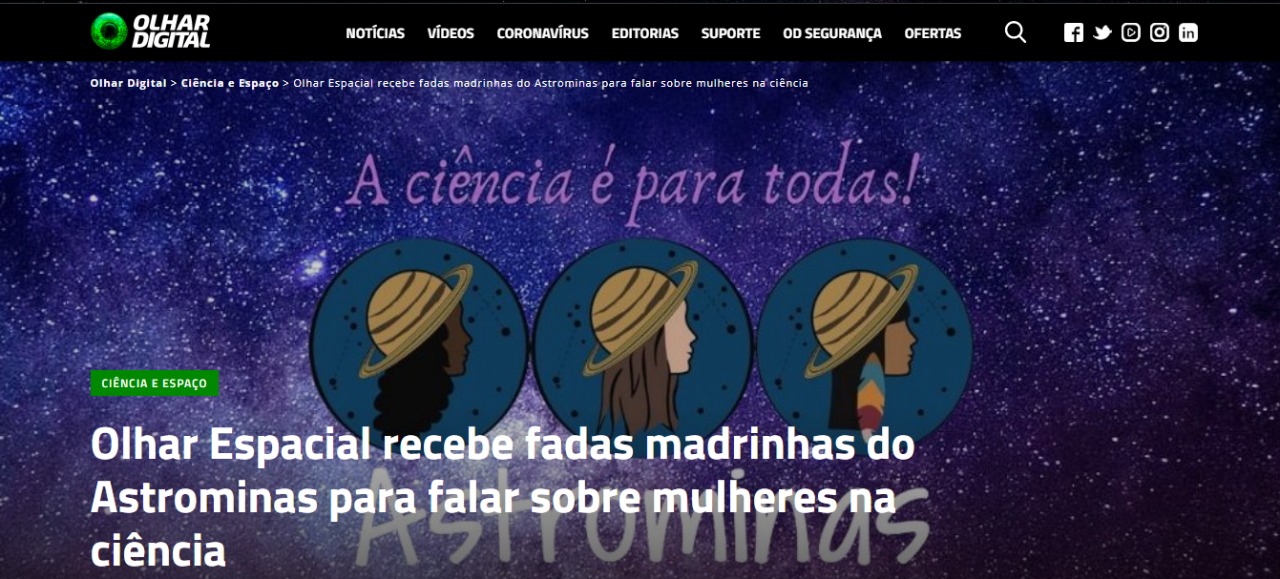 OLHAR
DIGITAL
NOTÍCIAS VÍDEOS CORONAVÍRUS EDITORIAS SUPORTE OD SEGURANÇA OFERTAS
Olhar Digital > Ciência e Espaço > Olhar Espacial recebe fadas madrinhas do Astrominas para falar sobre mulheres na ciência
A ciência é para todas!
CIÊNCIA E ESPAÇO
Olhar Espacial recebe fadas madrinhas do
Astrominas para falar sobre mulheres na
ciência
Astrominas